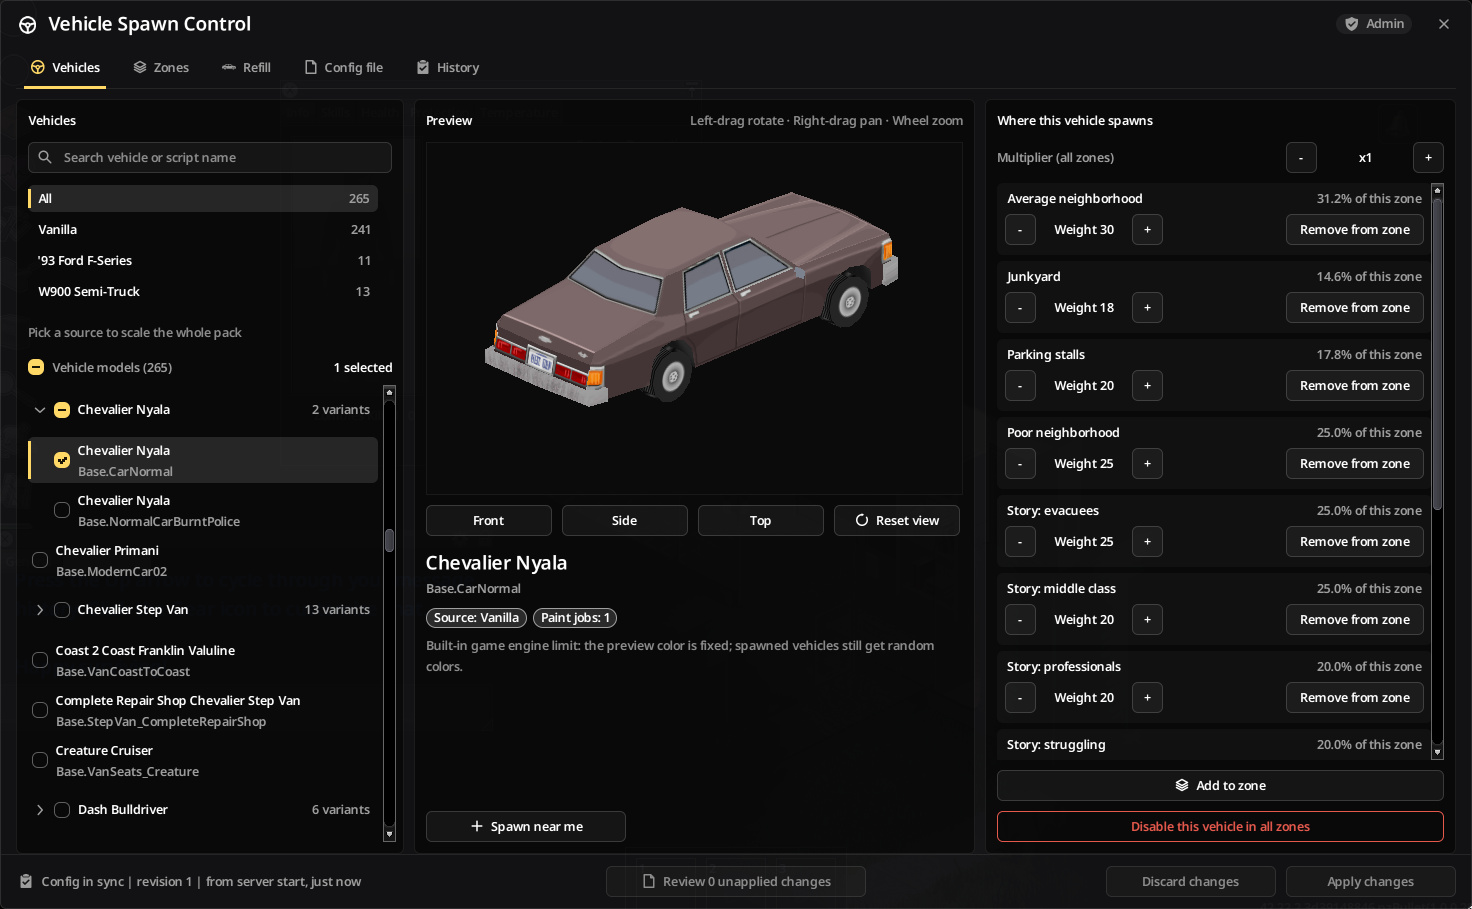 Vehicle Spawn Control
Admin
Vehicles
Zones
Refill
Config file
History
Vehicles
Search vehicle or script name
All 265
Vanilla 241
'93 Ford F-Series 11
W900 Semi-Truck 13
Pick a source to scale the whole pack
Vehicle models (265) 1 selected
Chevalier Nyala 2 variants
Chevalier Nyala
Base.CarNormal
Chevalier Nyala
Base.NormalCarBurntPolice
Chevalier Primani
Base.ModernCar02
Chevalier Step Van 13 variants
Coast 2 Coast Franklin Valuline
Base.VanCoastToCoast
Complete Repair Shop Chevalier Step Van
Base.StepVan_CompleteRepairShop
Creature Cruiser
Base.VanSeats_Creature
Dash Bulldriver 6 variants
Preview Left-drag rotate · Right-drag pan · Wheel zoom
Front
Side
Top
Reset view
Chevalier Nyala
Base.CarNormal
Source: Vanilla
Paint jobs: 1
Built-in game engine limit: the preview color is fixed; spawned vehicles still get random
colors.
+ Spawn near me
Where this vehicle spawns
Multiplier (all zones) - x1 +
Average neighborhood 31.2% of this zone
- Weight 30 + Remove from zone
Junkyard 14.6% of this zone
- Weight 18 + Remove from zone
Parking stalls 17.8% of this zone
- Weight 20 + Remove from zone
Poor neighborhood 25.0% of this zone
- Weight 25 + Remove from zone
Story: evacuees 25.0% of this zone
- Weight 25 + Remove from zone
Story: middle class 25.0% of this zone
- Weight 20 + Remove from zone
Story: professionals 20.0% of this zone
- Weight 20 + Remove from zone
Story: struggling 20.0% of this zone
Add to zone
Disable this vehicle in all zones
Config in sync | revision 1 | from server start, just now
Review 0 unapplied changes
Discard changes
Apply changes